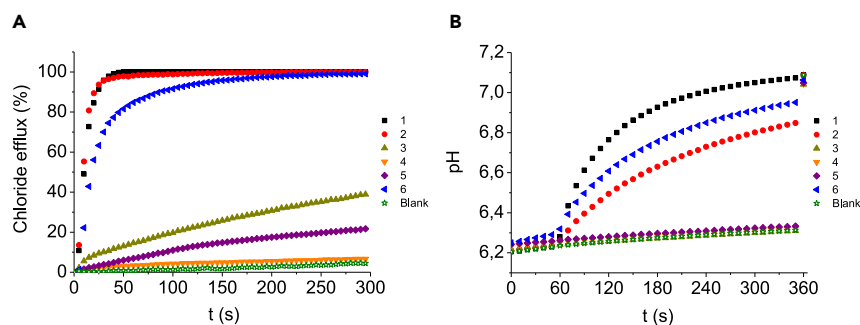 A
Chloride efflux (%)
100
80
60
40
20
0
0 50 100 150 200 250 300
t (s)
1
2
3
4
5
6
Blank
B
pH
7,2
7,0
6,8
6,6
6,4
6,2
0 60 120 180 240 300 360
t (s)
1
2
3
4
5
6
Blank